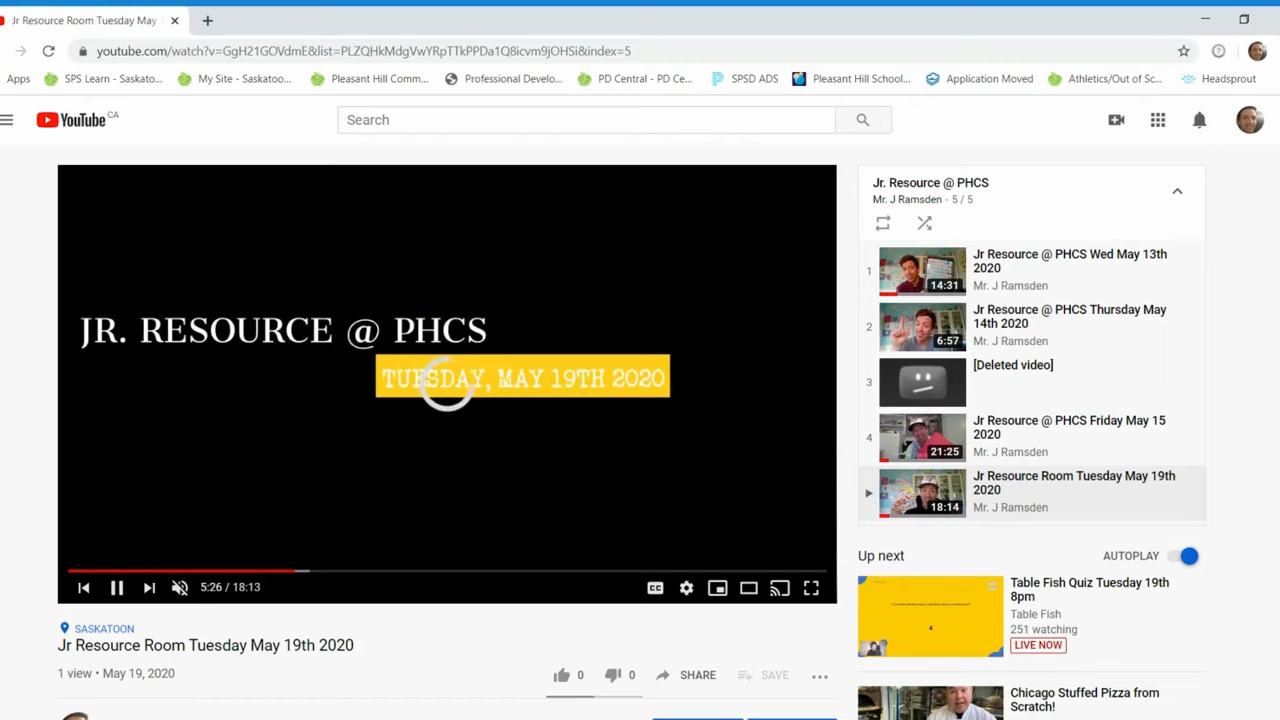 Jr Resource Room Tuesday May
youtube.com/watch?v=GgH21GOVdmE&list=PLZQHkMdgVwYRpTTkPPDa1Q8icvm9jOHSi&index=5
Apps SPS Learn - Saskato... My Site - Saskatoo... Pleasant Hill Comm... Professional Develo... PD Central - PD Ce... SPSD ADS Pleasant Hill School... Application Moved Athletics/Out of Sc... Headsprout
YouTube CA
Search
JR. RESOURCE @ PHCS
TUESDAY, MAY 19TH 2020
5:26 / 18:13
CC
SASKATOON
Jr Resource Room Tuesday May 19th 2020
1 view • May 19, 2020
0 0 SHARE SAVE
Jr. Resource @ PHCS
Mr. J Ramsden - 5 / 5
1
14:31
Jr Resource @ PHCS Wed May 13th
2020
Mr. J Ramsden
2
6:57
Jr Resource @ PHCS Thursday May
14th 2020
Mr. J Ramsden
3
[Deleted video]
4
21:25
Jr Resource @ PHCS Friday May 15
2020
Mr. J Ramsden
18:14
Jr Resource Room Tuesday May 19th
2020
Mr. J Ramsden
Up next
AUTOPLAY
Table Fish Quiz Tuesday 19th
8pm
Table Fish
251 watching
LIVE NOW
Chicago Stuffed Pizza from
Scratch!